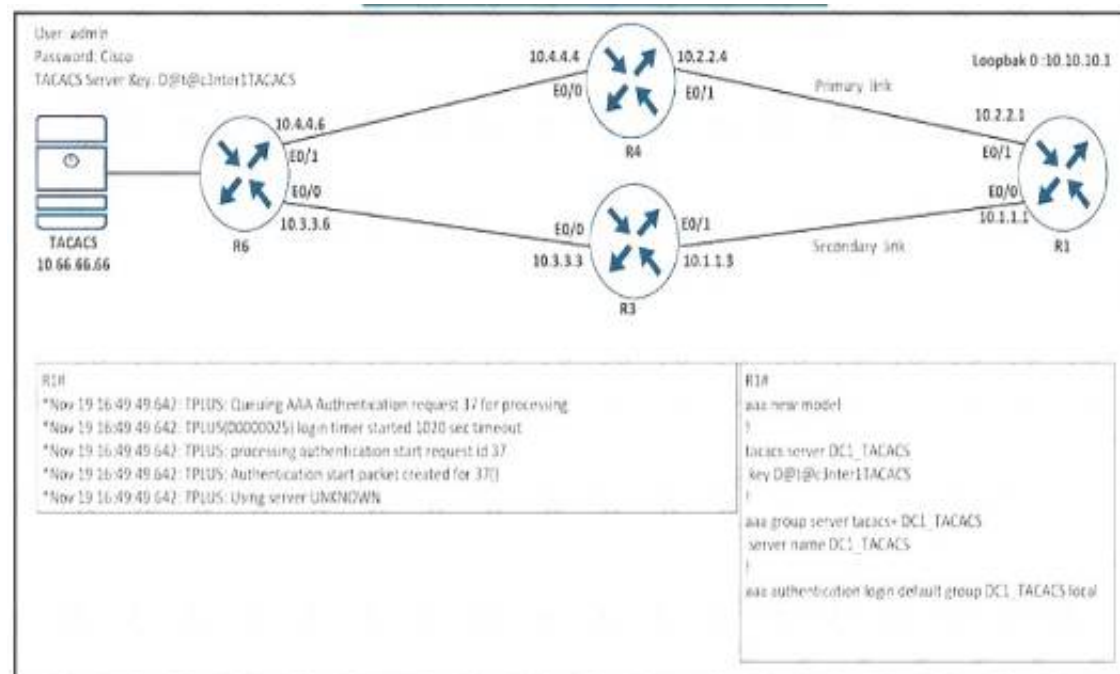 User: admin
Password: Cisco
TACACS Server Key: D@t@c3nter1TACACS
10.4.4.4
E0/0
10.2.2.4
E0/1
R4
Primary link
Loopbak 0 :10.10.10.1
10.2.2.1
E0/1
E0/0
10.1.1.1
R1
10.4.4.6
E0/1
E0/0
10.3.3.6
R6
TACACS
10.66.66.66
E0/0
10.3.3.3
E0/1
10.1.1.3
R3
Secondary link
R1#
*Nov 19 16:49:49.642: TPLUS: Queuing AAA Authentication request 37 for processing
*Nov 19 16:49:49.642: TPLUS(00000025) login timer started 1020 sec timeout
*Nov 19 16:49:49.642: TPLUS: processing authentication start request id 37
*Nov 19 16:49:49.642: TPLUS: Authentication start packet created for 37()
*Nov 19 16:49:49.642: TPLUS: Using server UNKNOWN
R1#
aaa new model
!
tacacs server DC1_TACACS
key D@t@c3nter1TACACS
!
aaa group server tacacs+ DC1_TACACS
server name DC1_TACACS
!
aaa authentication login default group DC1_TACACS local